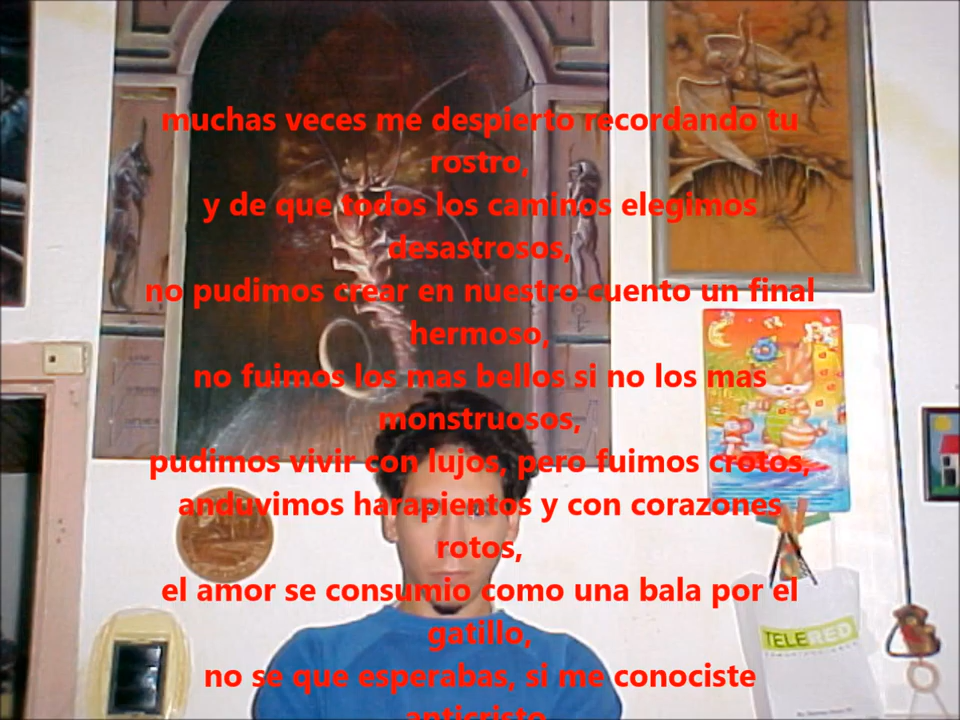 muchas veces me despierto recordando tu
rostro,
y de que todos los caminos elegimos
desastrosos,
no pudimos crear en nuestro cuento un final
hermoso,
no fuimos los mas bellos si no los mas
monstruosos,
pudimos vivir con lujos, pero fuimos crotos,
anduvimos harapientos y con corazones
rotos,
el amor se consumio como una bala por el
gatillo,
no se que esperabas, si me conociste
anticristo
TELERED